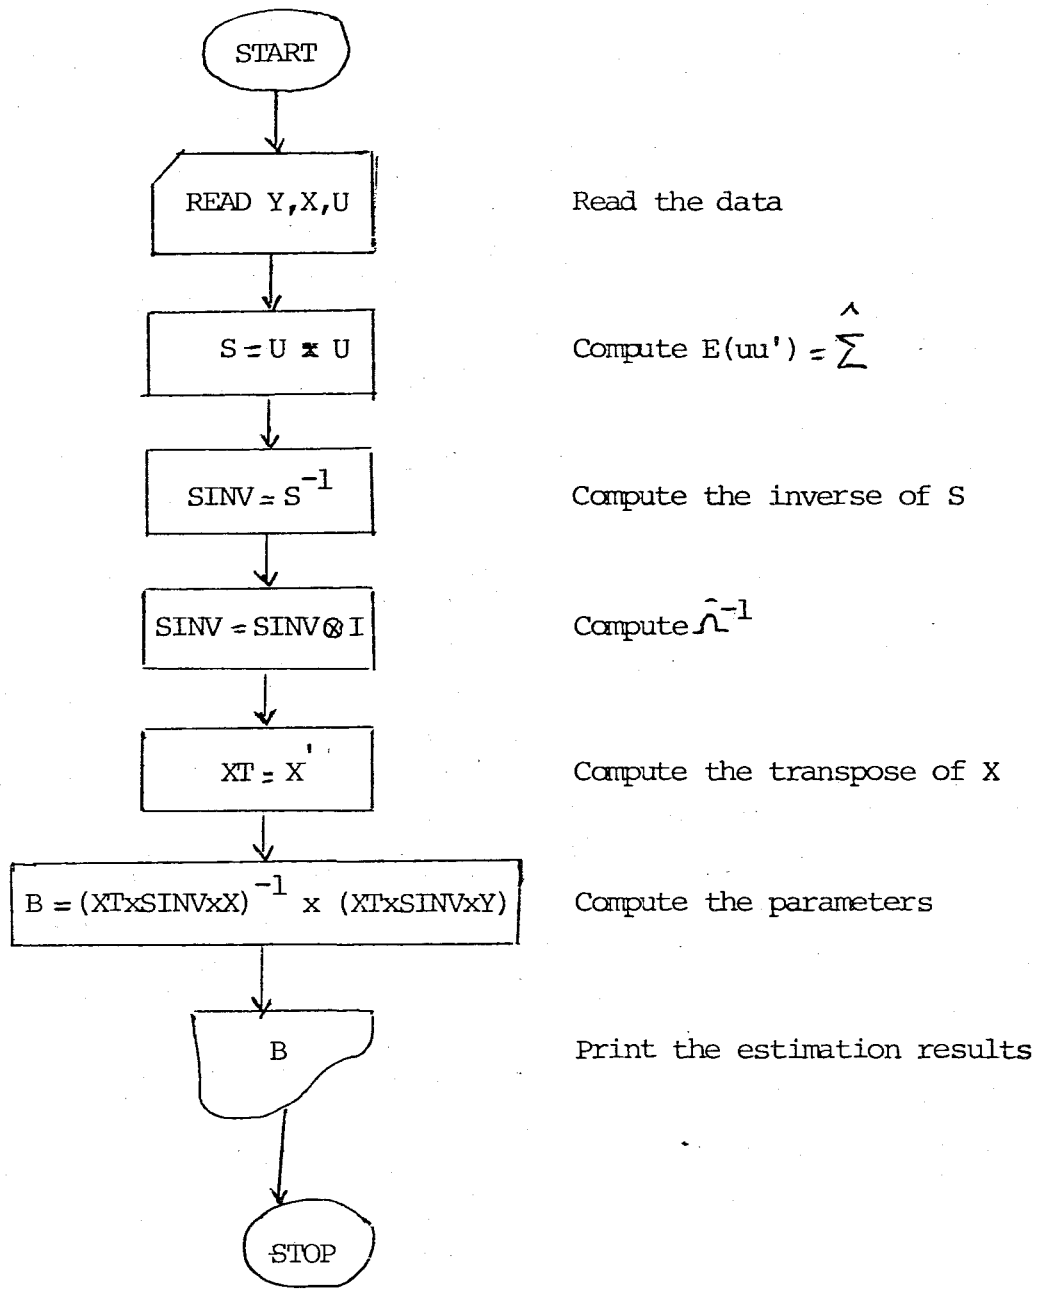 START
READ Y,X,U
Read the data
S = U x U
Compute E(uu') = Σ̂
SINV = S⁻¹
Compute the inverse of S
SINV = SINV ⊗ I
Compute Ω̂⁻¹
XT = X'
Compute the transpose of X
B = (XTxSINVxX)⁻¹ x (XTxSINVxY)
Compute the parameters
B
Print the estimation results
STOP